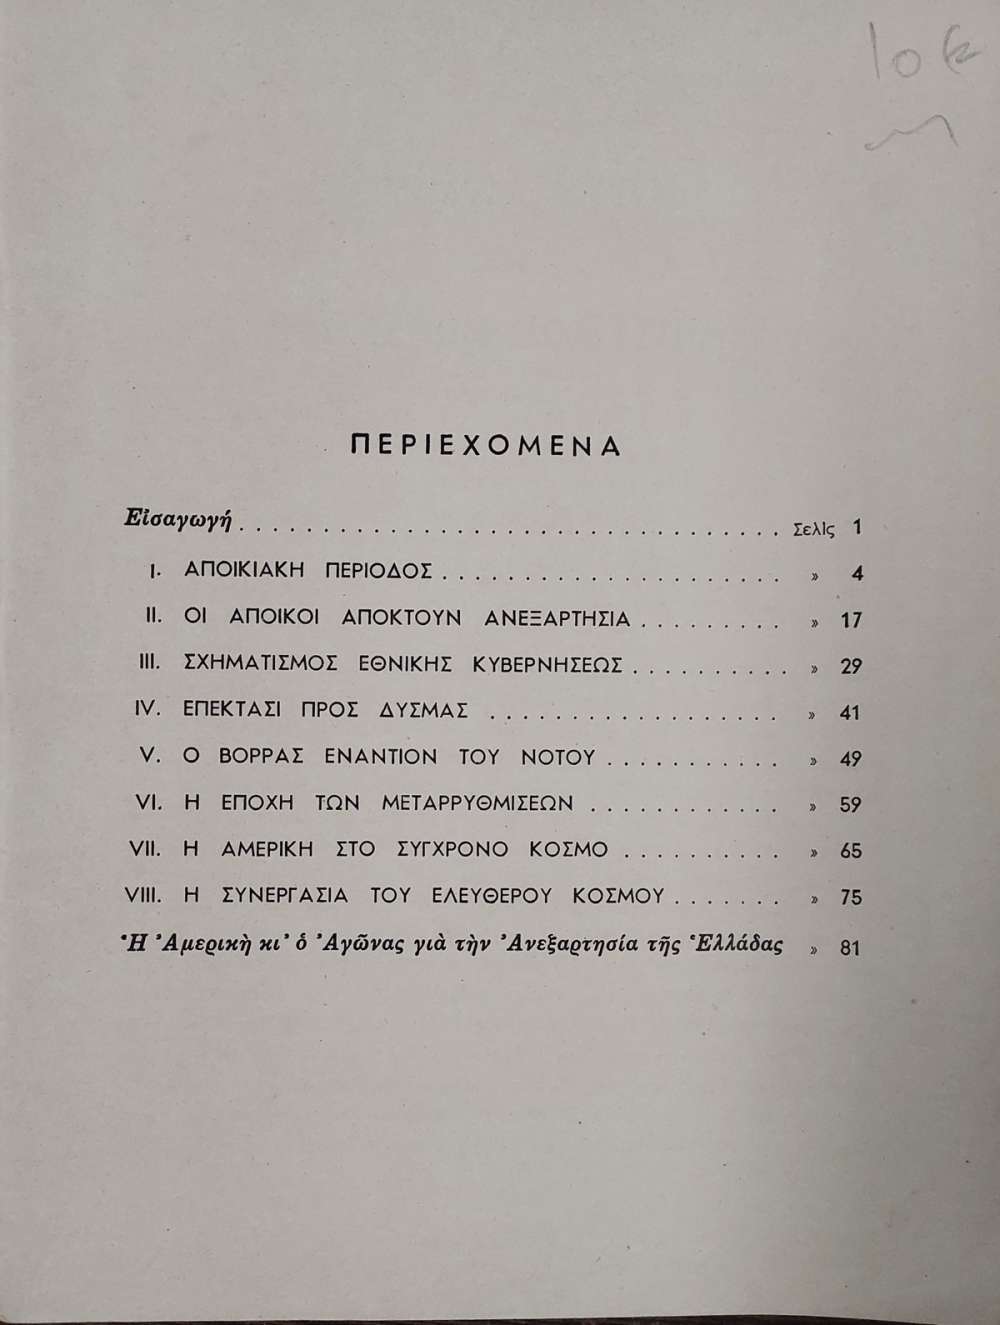 10€
ΠΕΡΙΕΧΟΜΕΝΑ
Εἰσαγωγή . . . . . . . . . . . . . . . . . . . . . . . . . . . . . . . . . Σελὶς 1
I. ΑΠΟΙΚΙΑΚΗ ΠΕΡΙΟΔΟΣ . . . . . . . . . . . . . . . . . . . . . » 4
II. ΟΙ ΑΠΟΙΚΟΙ ΑΠΟΚΤΟΥΝ ΑΝΕΞΑΡΤΗΣΙΑ . . . . . . . . . » 17
III. ΣΧΗΜΑΤΙΣΜΟΣ ΕΘΝΙΚΗΣ ΚΥΒΕΡΝΗΣΕΩΣ . . . . . . . . . . » 29
IV. ΕΠΕΚΤΑΣΙ ΠΡΟΣ ΔΥΣΜΑΣ . . . . . . . . . . . . . . . . . . » 41
V. Ο ΒΟΡΡΑΣ ΕΝΑΝΤΙΟΝ ΤΟΥ ΝΟΤΟΥ . . . . . . . . . . . » 49
VI. Η ΕΠΟΧΗ ΤΩΝ ΜΕΤΑΡΡΥΘΜΙΣΕΩΝ . . . . . . . . . . . . » 59
VII. Η ΑΜΕΡΙΚΗ ΣΤΟ ΣΥΓΧΡΟΝΟ ΚΟΣΜΟ . . . . . . . . . . » 65
VIII. Η ΣΥΝΕΡΓΑΣΙΑ ΤΟΥ ΕΛΕΥΘΕΡΟΥ ΚΟΣΜΟΥ . . . . . . . » 75
Ἡ Ἀμερικὴ κι' ὁ Ἀγῶνας γιὰ τὴν Ἀνεξαρτησία τῆς Ἑλλάδας » 81